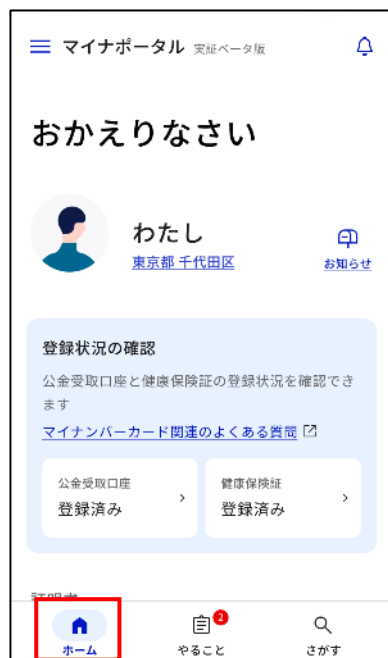 マイナポータル 実証ベータ版
おかえりなさい
わたし
東京都 千代田区
お知らせ
登録状況の確認
公金受取口座と健康保険証の登録状況を確認でき
ます
マイナンバーカード関連のよくある質問
公金受取口座
登録済み
健康保険証
登録済み
証明書
2
ホーム
やること
さがす